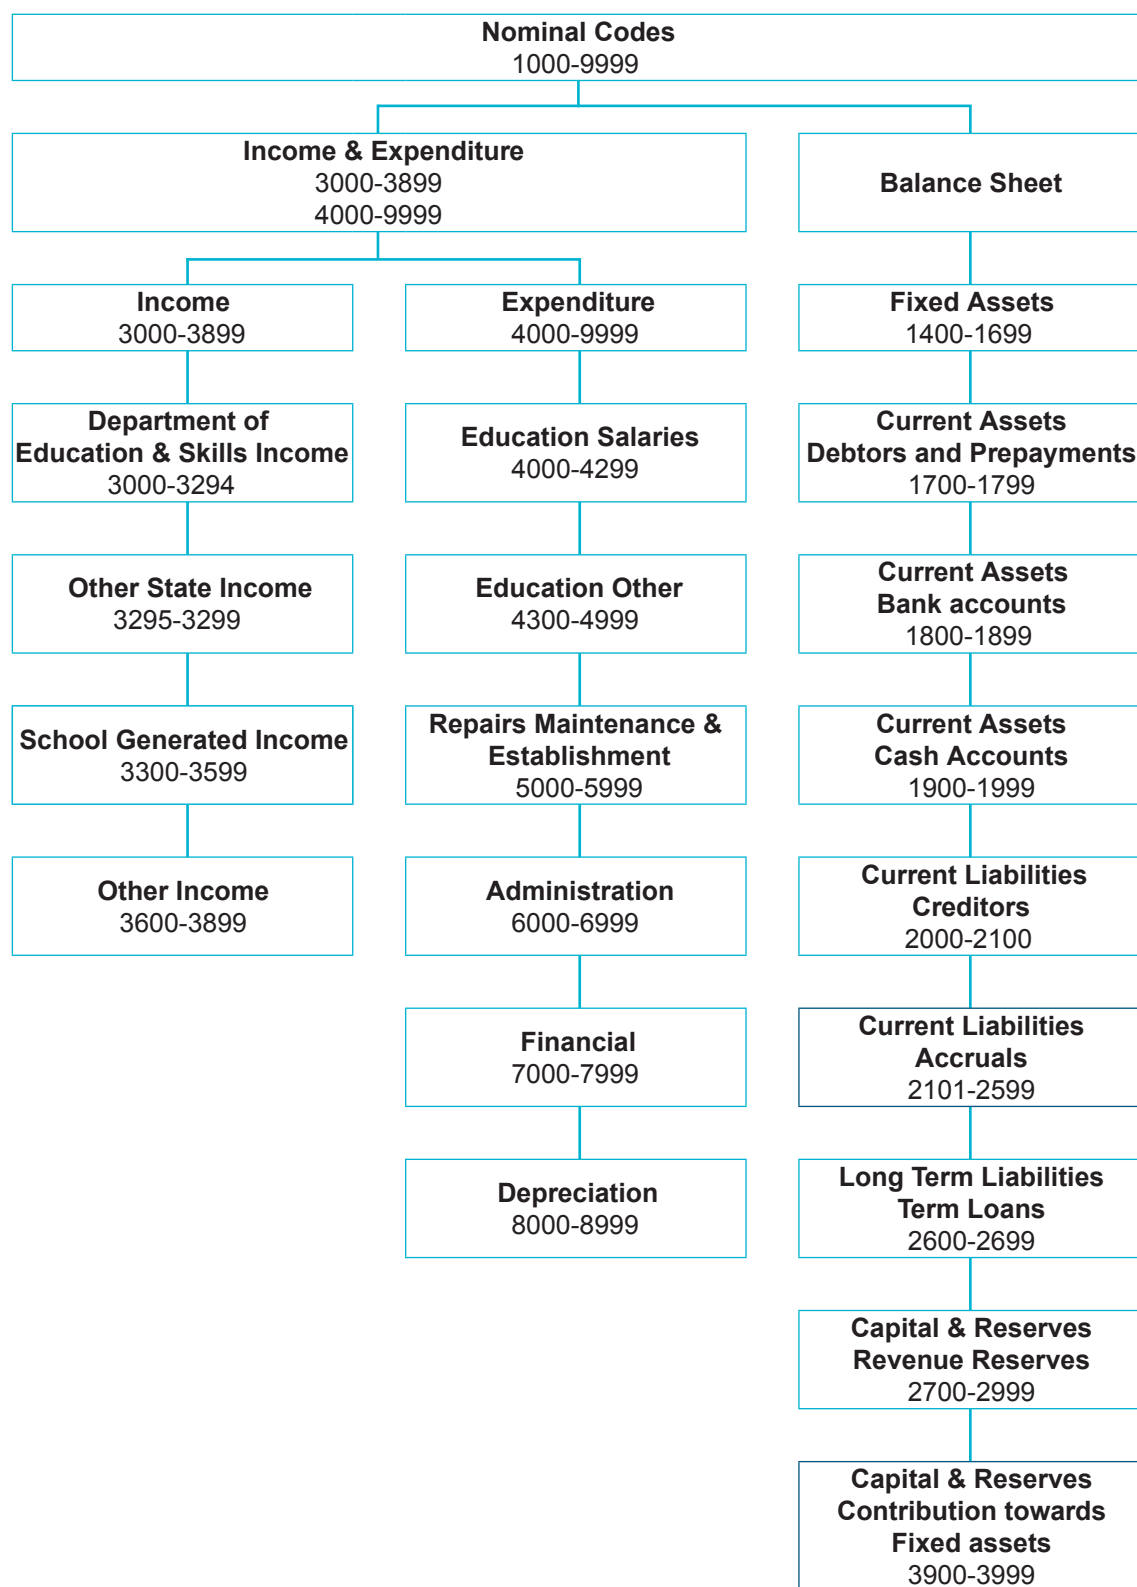 Nominal Codes
1000-9999
Income & Expenditure
3000-3899
4000-9999
Balance Sheet
Income
3000-3899
Expenditure
4000-9999
Fixed Assets
1400-1699
Department of
Education & Skills Income
3000-3294
Education Salaries
4000-4299
Current Assets
Debtors and Prepayments
1700-1799
Other State Income
3295-3299
Education Other
4300-4999
Current Assets
Bank accounts
1800-1899
School Generated Income
3300-3599
Repairs Maintenance &
Establishment
5000-5999
Current Assets
Cash Accounts
1900-1999
Other Income
3600-3899
Administration
6000-6999
Current Liabilities
Creditors
2000-2100
Financial
7000-7999
Current Liabilities
Accruals
2101-2599
Depreciation
8000-8999
Long Term Liabilities
Term Loans
2600-2699
Capital & Reserves
Revenue Reserves
2700-2999
Capital & Reserves
Contribution towards
Fixed assets
3900-3999